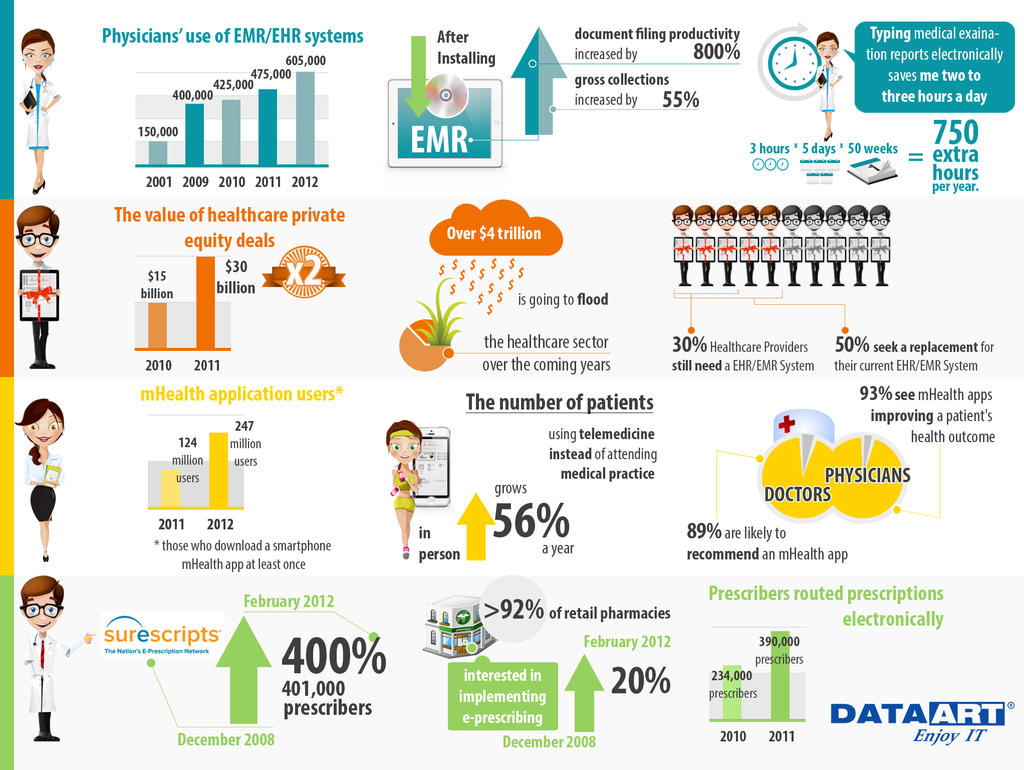 Physicians’ use of EMR/EHR systems
605,000
475,000
425,000
400,000
150,000
2001 2009 2010 2011 2012
After
Installing
EMR
document filing productivity
increased by 800%
gross collections
increased by 55%
Typing medical exaina-
tion reports electronically
saves me two to
three hours a day
3 hours * 5 days * 50 weeks
=
750
extra
hours
per year.
The value of healthcare private
equity deals
$15
billion
$30
billion
x2
2010 2011
Over $4 trillion
$ $ $ $ $
$ $ $ $ $
$ $ $
$
is going to flood
the healthcare sector
over the coming years
30% Healthcare Providers
still need a EHR/EMR System
50% seek a replacement for
their current EHR/EMR System
mHealth application users*
247
million
users
124
million
users
2011 2012
* those who download a smartphone
mHealth app at least once
The number of patients
using telemedicine
instead of attending
medical practice
grows
56%
a year
in
person
93% see mHealth apps
improving a patient's
health outcome
PHYSICIANS
DOCTORS
89% are likely to
recommend an mHealth app
February 2012
surescripts
The Nation's E-Prescription Network
400%
401,000
prescribers
December 2008
>92% of retail pharmacies
February 2012
interested in
implementing
e-prescribing
20%
December 2008
Prescribers routed prescriptions
electronically
390,000
prescribers
234,000
prescribers
2010 2011
DATAART®
Enjoy IT